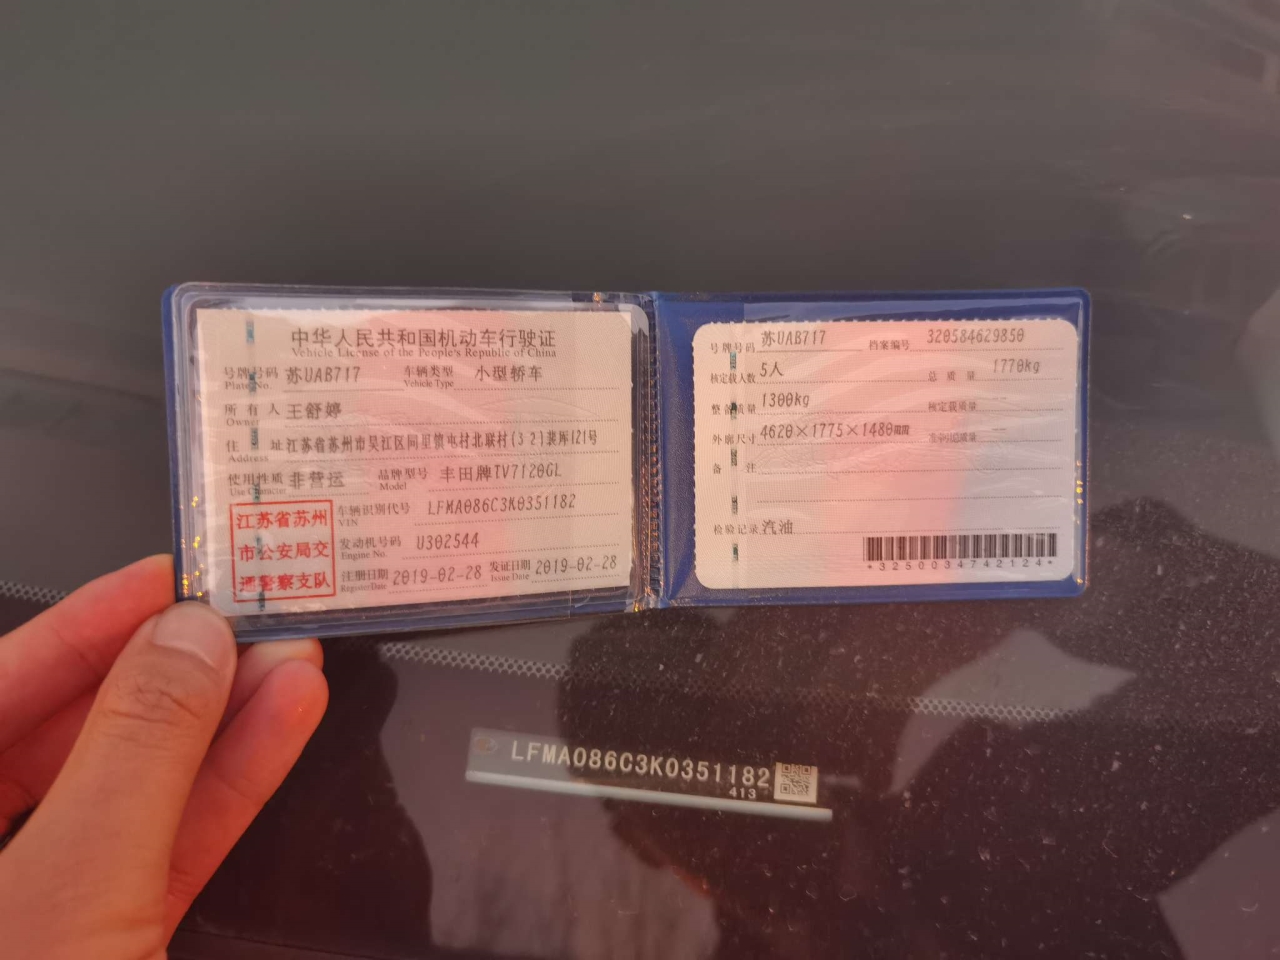 中华人民共和国机动车行驶证
Vehicle License of the People's Republic of China
号牌号码 苏UAB717 车辆类型 小型轿车
Plate No. Vehicle Type
所有人 王舒婷
Owner
住址 江苏省苏州市吴江区同里镇屯村北联村(32)裴厍121号
Address
使用性质 非营运 品牌型号 丰田牌TV7120GL
Use Character Model
车辆识别代号 LFMA086C3K0351182
VIN
发动机号码 U302544
Engine No.
注册日期 2019-02-28 发证日期 2019-02-28
Register Date Issue Date
江苏省苏州
市公安局交
通警察支队
号牌号码 苏UAB717 档案编号 320584629850
核定载人数 5人 总质量 1770kg
整备质量 1300kg 核定载质量 --
外廓尺寸 4620×1775×1480mm 准牵引总质量 --
备注
检验记录 汽油
*3250034742124*
LFMA086C3K0351182
413